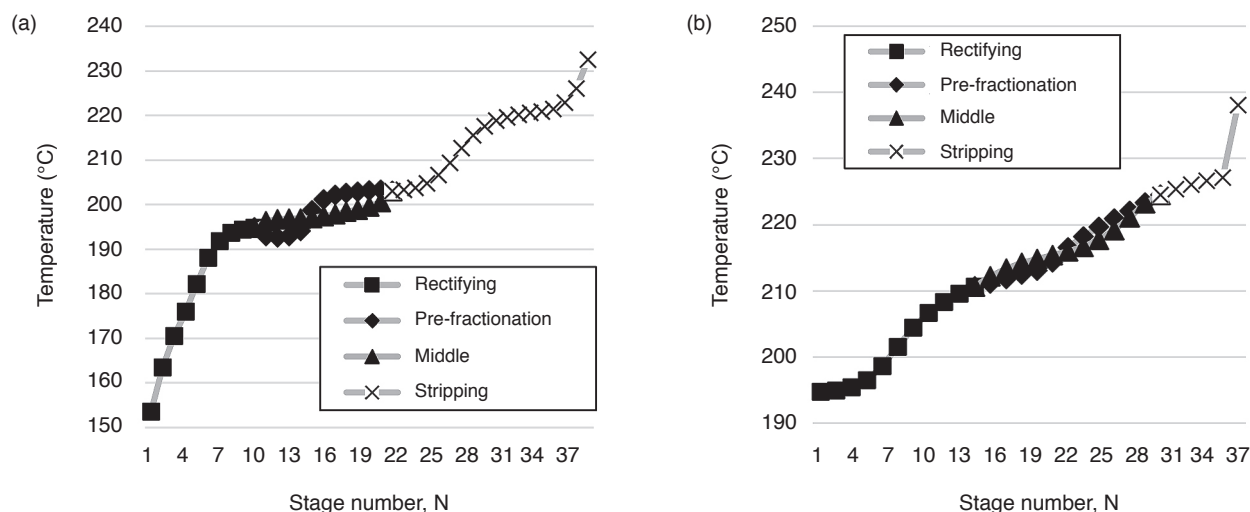 (a)
240
230
220
210
200
190
180
170
160
150
Temperature (°C)
Rectifying
Pre-fractionation
Middle
Stripping
1 4 7 10 13 16 19 22 25 28 31 34 37
Stage number, N
(b)
250
240
230
220
210
200
190
Temperature (°C)
Rectifying
Pre-fractionation
Middle
Stripping
1 4 7 10 13 16 19 22 25 28 31 34 37
Stage number, N